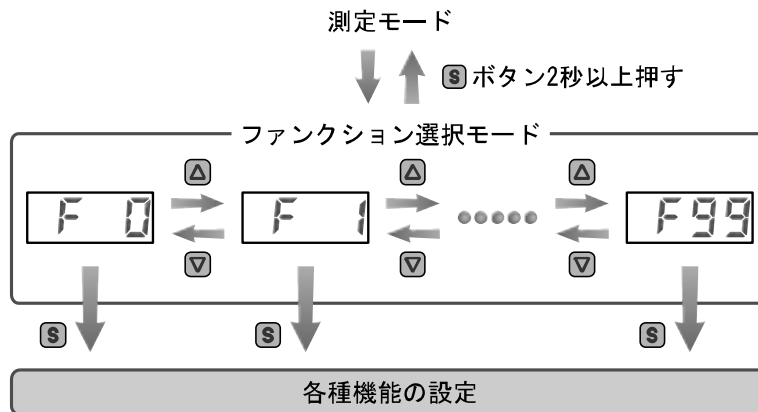 測定モード
S ボタン2秒以上押す
ファンクション選択モード
F 0
F 1
F99
S
S
S
各種機能の設定